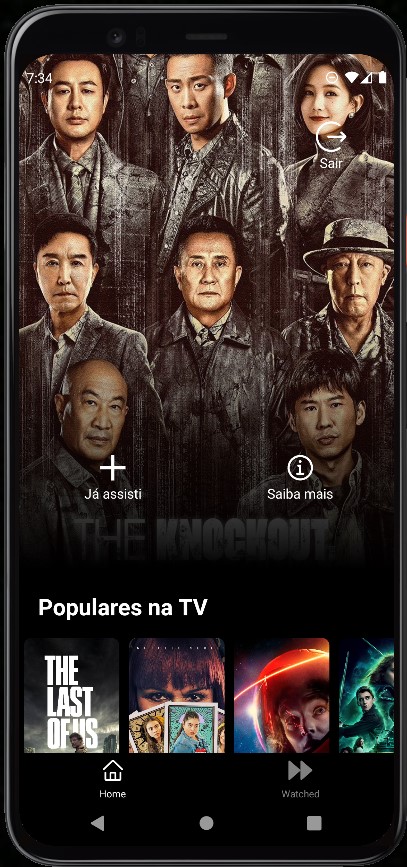 7:34
Sair
Já assisti
Saiba mais
THE KNOCKOUT
Populares na TV
THE
LAST
OF US
Home
Watched